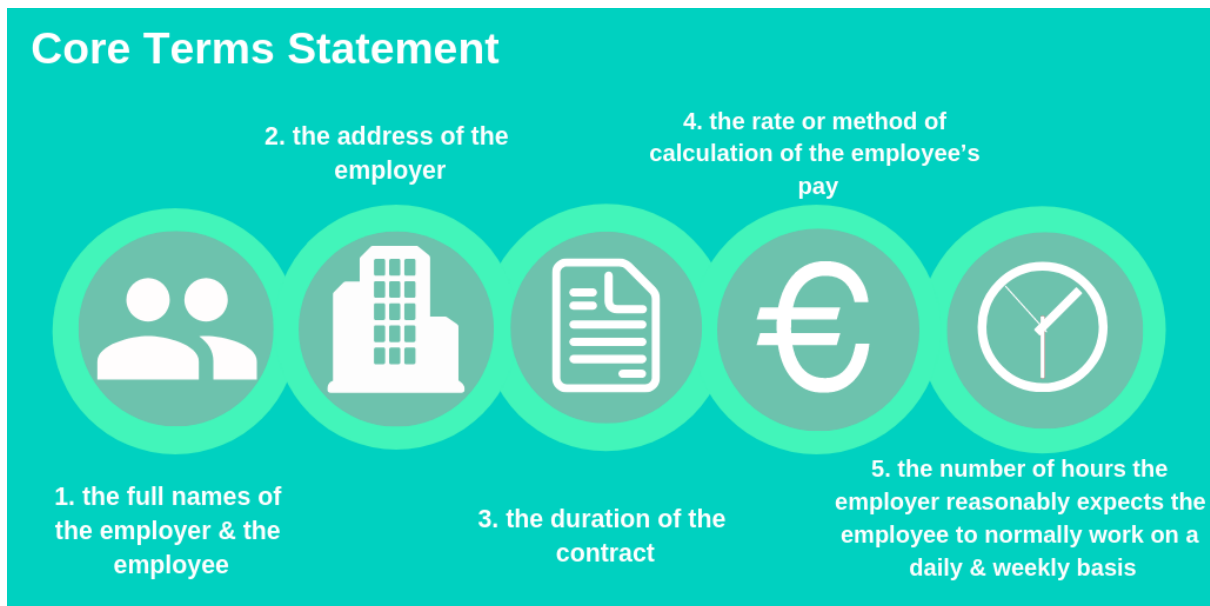 Core Terms Statement
1. the full names of
the employer & the
employee
2. the address of the
employer
3. the duration of the
contract
4. the rate or method of
calculation of the employee’s
pay
5. the number of hours the
employer reasonably expects the
employee to normally work on a
daily & weekly basis